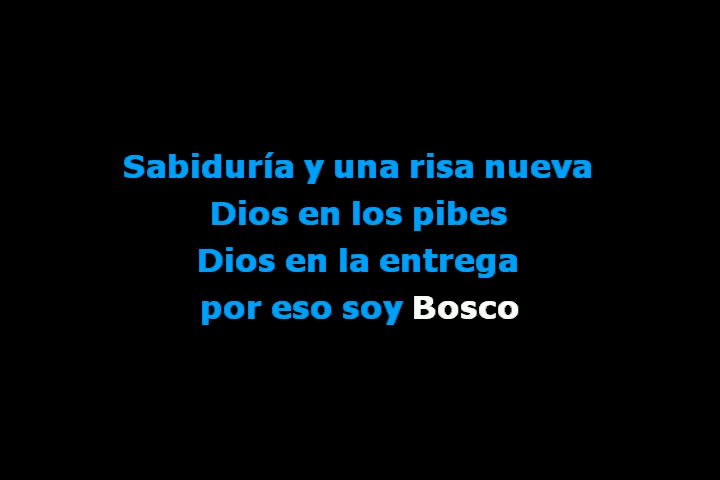 Sabiduría y una risa nueva
Dios en los pibes
Dios en la entrega
por eso soy Bosco